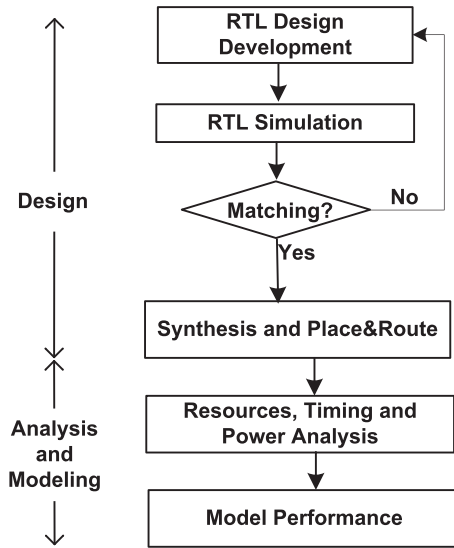 RTL Design
Development
RTL Simulation
Matching?
No
Yes
Design
Synthesis and Place&Route
Resources, Timing and
Power Analysis
Analysis
and
Modeling
Model Performance